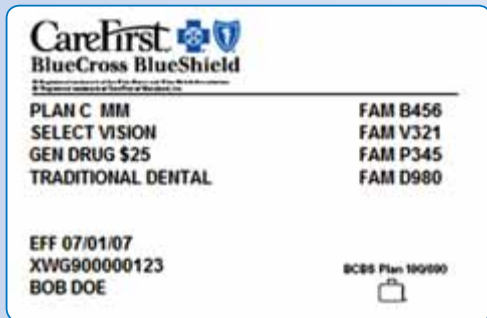 CareFirst
BlueCross BlueShield
PLAN C MM FAM B456
SELECT VISION FAM V321
GEN DRUG $25 FAM P345
TRADITIONAL DENTAL FAM D980
EFF 07/01/07
XWG900000123
BCBS Plan 190/690
BOB DOE